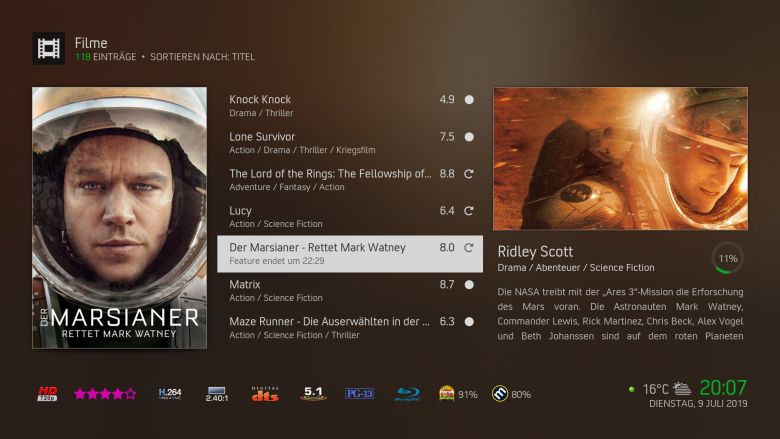 Filme
118 EINTRÄGE • SORTIEREN NACH: TITEL
DER
MARSIANER
RETTET MARK WATNEY
Knock Knock 4.9
Drama / Thriller
Lone Survivor 7.5
Action / Drama / Thriller / Kriegsfilm
The Lord of the Rings: The Fellowship of... 8.8
Adventure / Fantasy / Action
Lucy 6.4
Action / Science Fiction
Der Marsianer - Rettet Mark Watney 8.0
Feature endet um 22:29
Matrix 8.7
Action / Science Fiction
Maze Runner - Die Auserwählten in der ... 6.3
Action / Science Fiction / Thriller
Ridley Scott
Drama / Abenteuer / Science Fiction
11%
Die NASA treibt mit der „Ares 3“-Mission die Erforschung
des Mars voran. Die Astronauten Mark Watney,
Commander Lewis, Rick Martinez, Chris Beck, Alex Vogel
und Beth Johanssen sind auf dem roten Planeten
HD
720p
H.264
2.40:1
DIGITAL
dts
5.1
PG-13
Blu-ray Disc
91%
80%
16°C 20:07
DIENSTAG, 9 JULI 2019